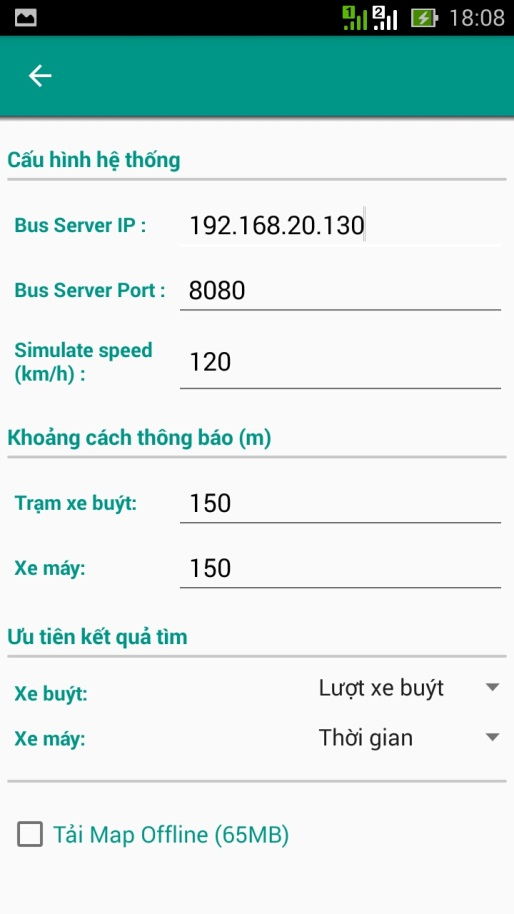 1 2 18:08
Cấu hình hệ thống
Bus Server IP : 192.168.20.130
Bus Server Port : 8080
Simulate speed
(km/h) : 120
Khoảng cách thông báo (m)
Trạm xe buýt: 150
Xe máy: 150
Ưu tiên kết quả tìm
Xe buýt: Lượt xe buýt
Xe máy: Thời gian
Tải Map Offline (65MB)